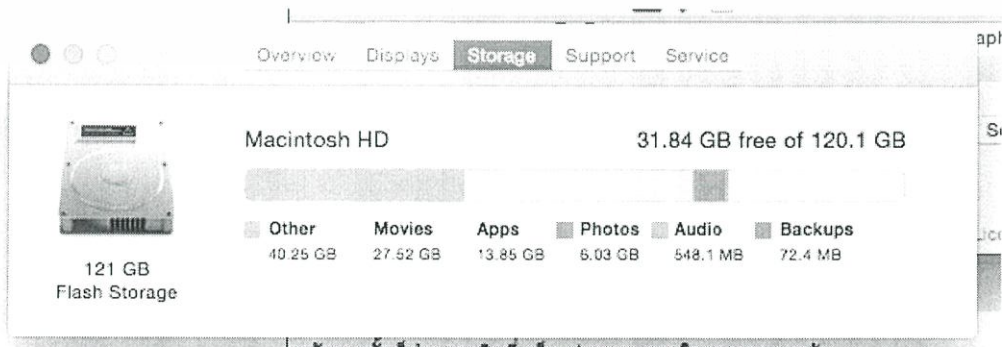 Overview Displays Storage Support Service
Macintosh HD 31.84 GB free of 120.1 GB
Other Movies Apps Photos Audio Backups
40.25 GB 27.52 GB 13.85 GB 6.03 GB 548.1 MB 72.4 MB
121 GB
Flash Storage